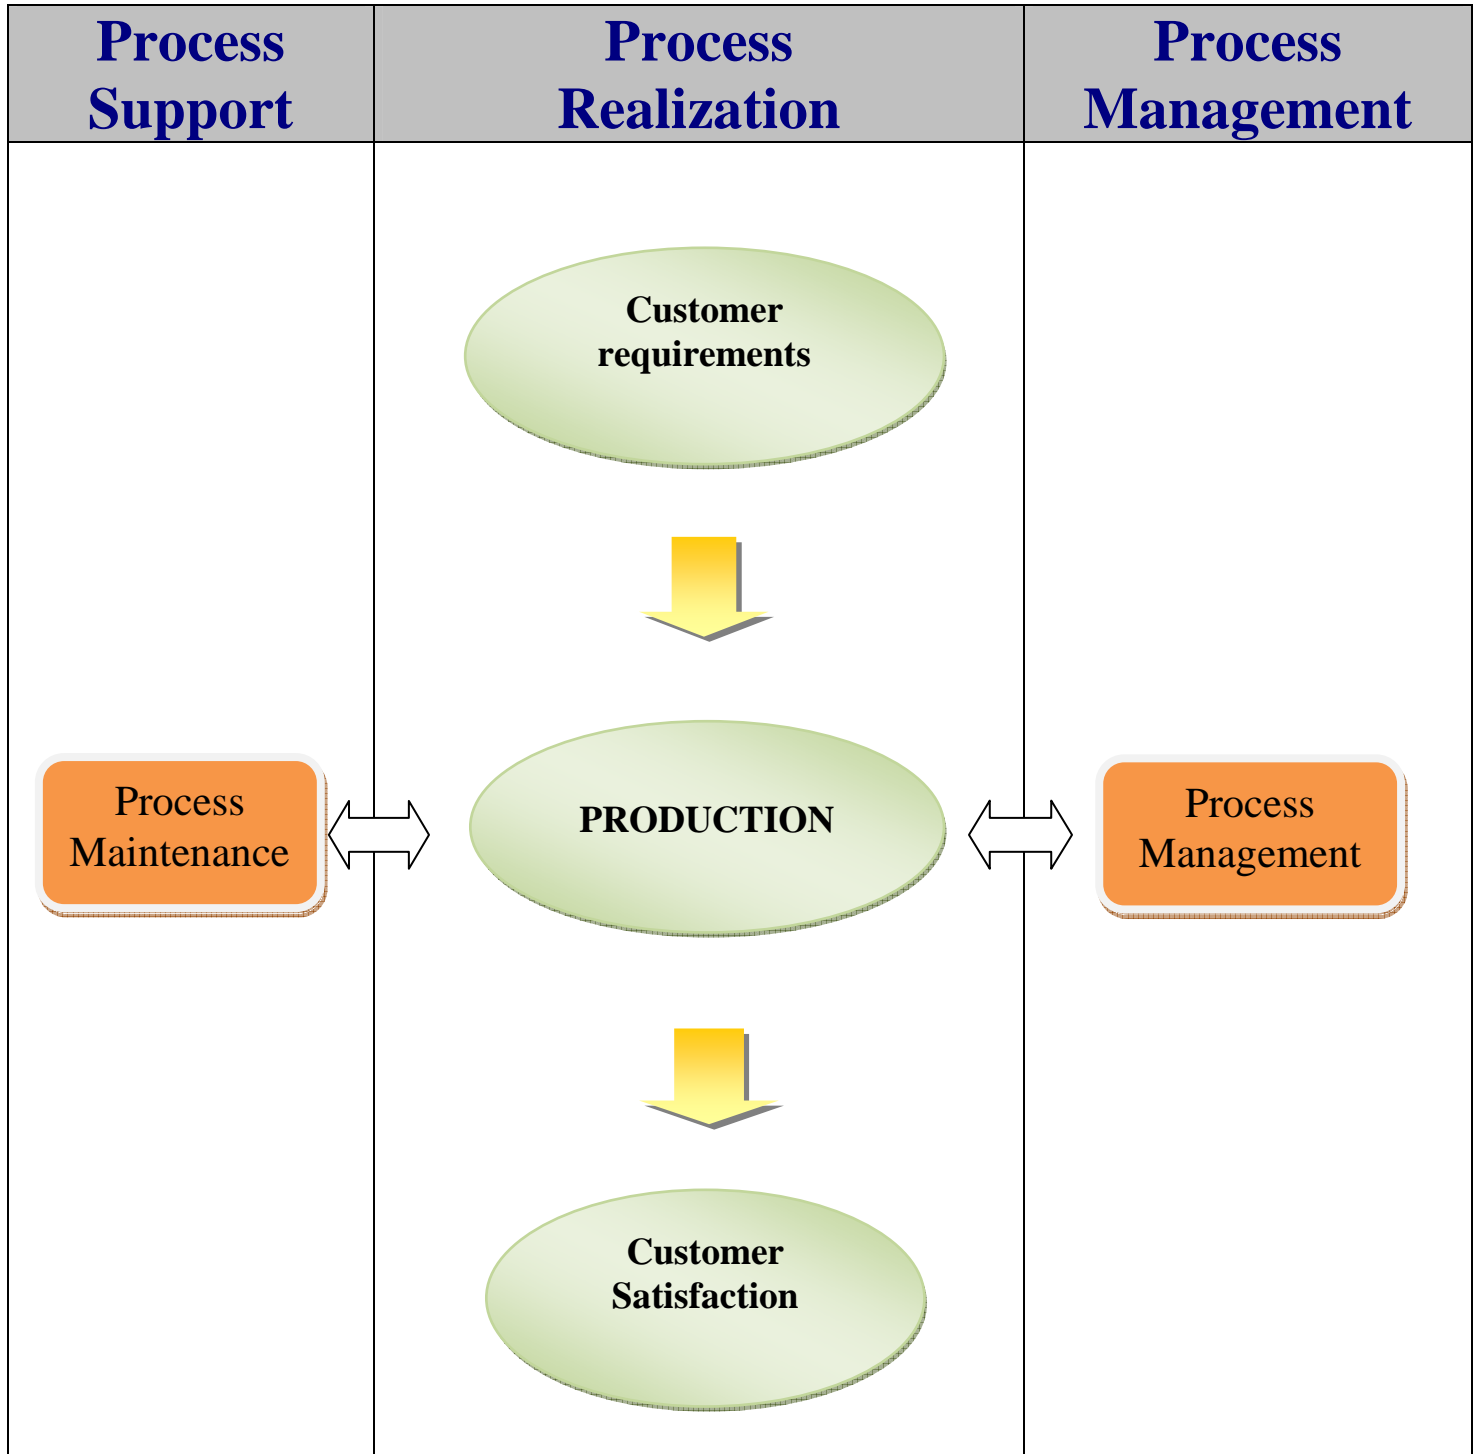 Process
Support
Process
Realization
Process
Management
Customer
requirements
Process
Maintenance
PRODUCTION
Process
Management
Customer
Satisfaction